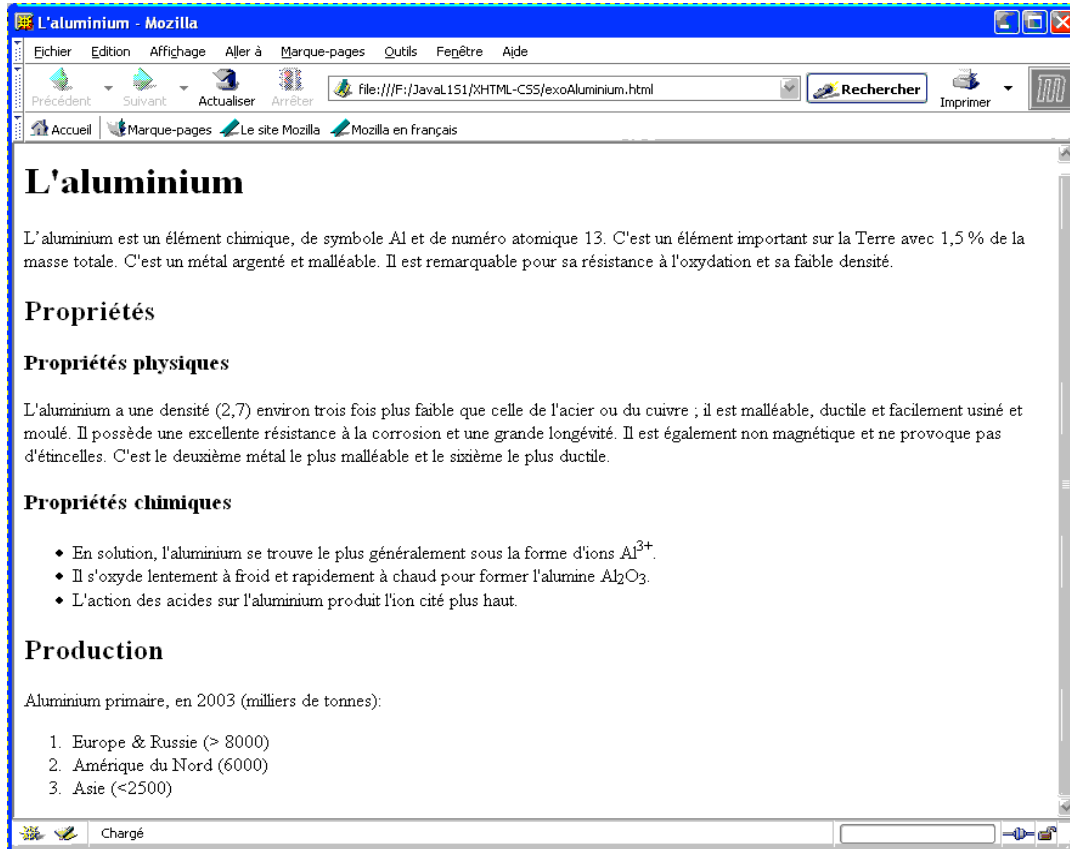 L'aluminium - Mozilla
Fichier Edition Affichage Aller à Marque-pages Outils Fenêtre Aide
Précédent Suivant Actualiser Arrêter file:///F:/JavaL1S1/XHTML-CSS/exoAluminium.html Rechercher Imprimer
Accueil Marque-pages Le site Mozilla Mozilla en français
L'aluminium
L'aluminium est un élément chimique, de symbole Al et de numéro atomique 13. C'est un élément important sur la Terre avec 1,5 % de la
masse totale. C'est un métal argenté et malléable. Il est remarquable pour sa résistance à l'oxydation et sa faible densité.
Propriétés
Propriétés physiques
L'aluminium a une densité (2,7) environ trois fois plus faible que celle de l'acier ou du cuivre ; il est malléable, ductile et facilement usiné et
moulé. Il possède une excellente résistance à la corrosion et une grande longévité. Il est également non magnétique et ne provoque pas
d'étincelles. C'est le deuxième métal le plus malléable et le sixième le plus ductile.
Propriétés chimiques
• En solution, l'aluminium se trouve le plus généralement sous la forme d'ions Al³⁺.
• Il s'oxyde lentement à froid et rapidement à chaud pour former l'alumine Al₂O₃.
• L'action des acides sur l'aluminium produit l'ion cité plus haut.
Production
Aluminium primaire, en 2003 (milliers de tonnes):
1. Europe & Russie (> 8000)
2. Amérique du Nord (6000)
3. Asie (<2500)
Chargé